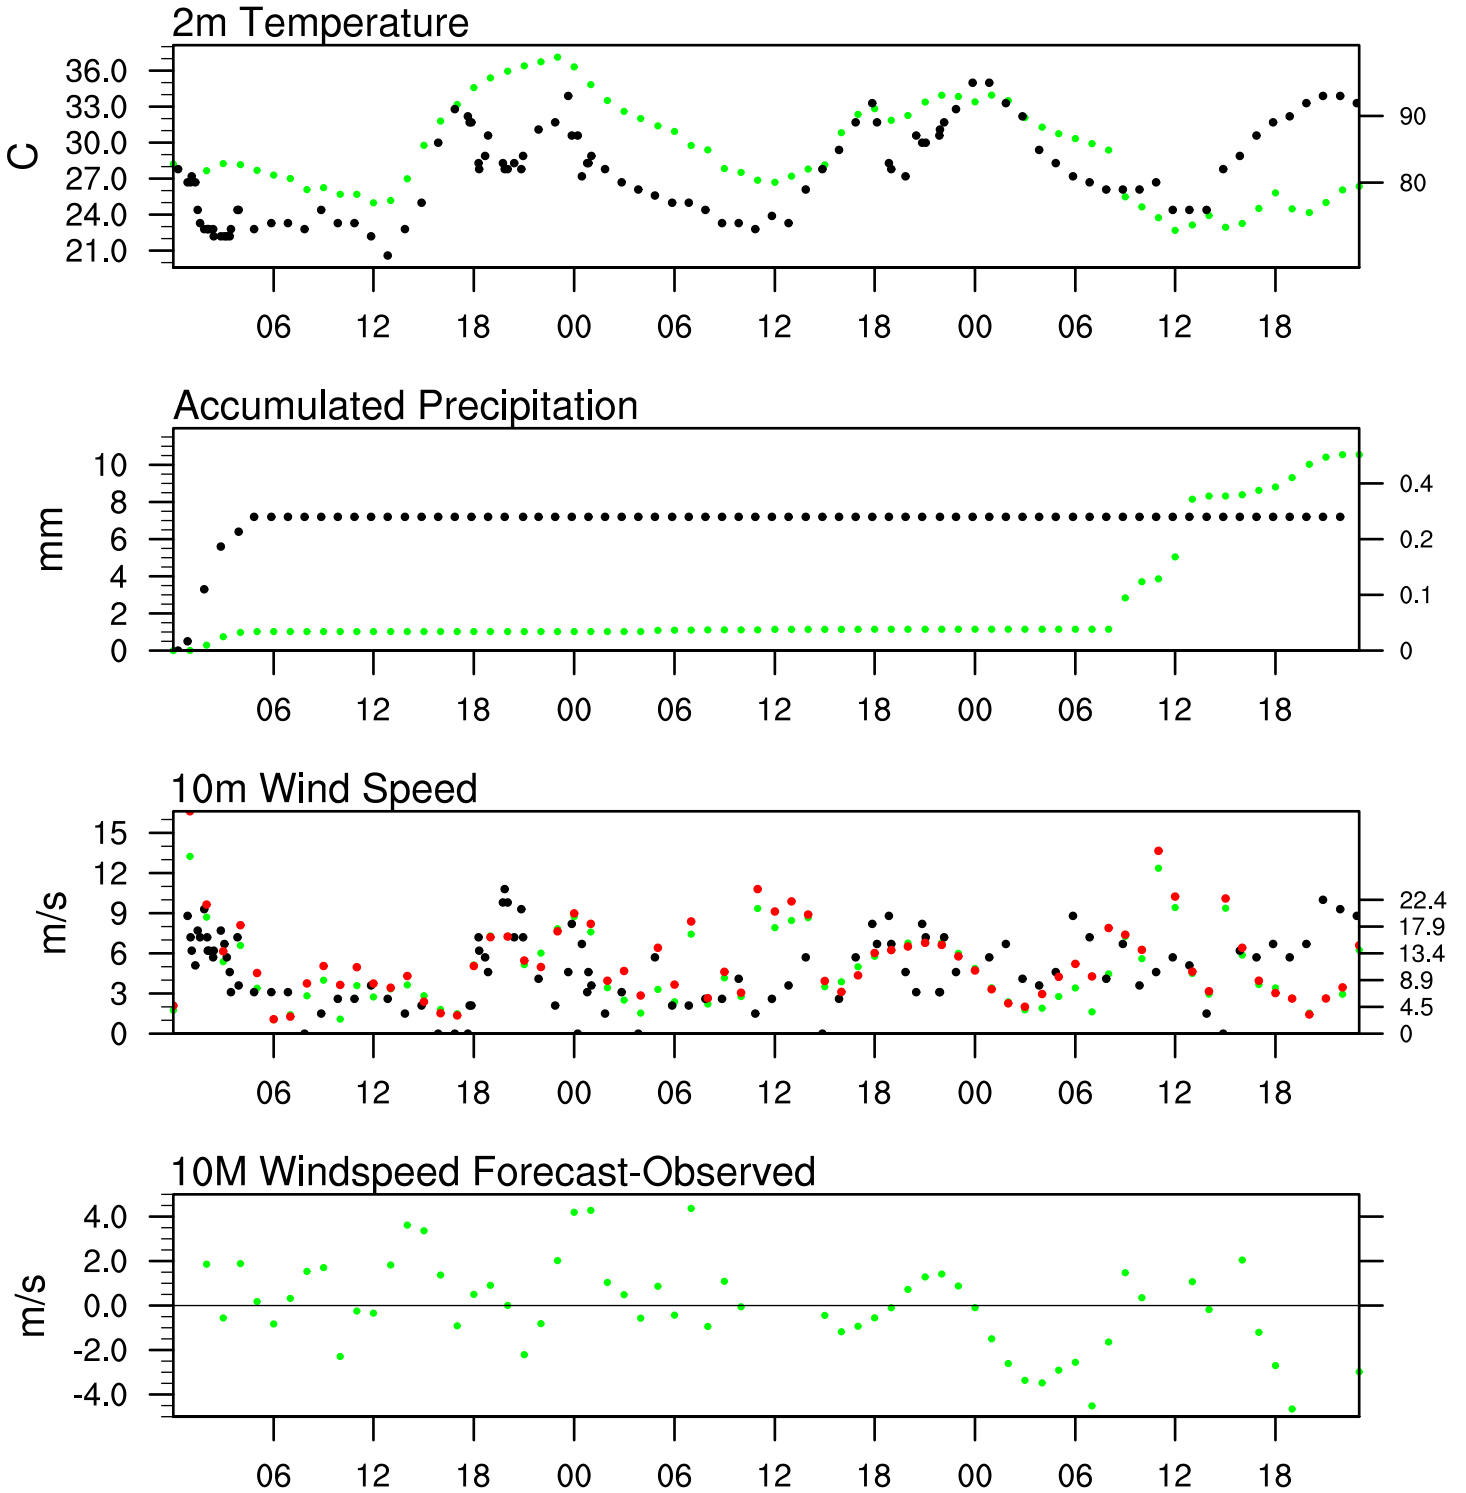 2m Temperature
C
36.0
33.0
30.0
27.0
24.0
21.0
90
80
06 12 18 00 06 12 18 00 06 12 18
Accumulated Precipitation
mm
10
8
6
4
2
0
0.4
0.2
0.1
0
06 12 18 00 06 12 18 00 06 12 18
10m Wind Speed
m/s
15
12
9
6
3
0
22.4
17.9
13.4
8.9
4.5
0
06 12 18 00 06 12 18 00 06 12 18
10M Windspeed Forecast-Observed
m/s
4.0
2.0
0.0
-2.0
-4.0
06 12 18 00 06 12 18 00 06 12 18